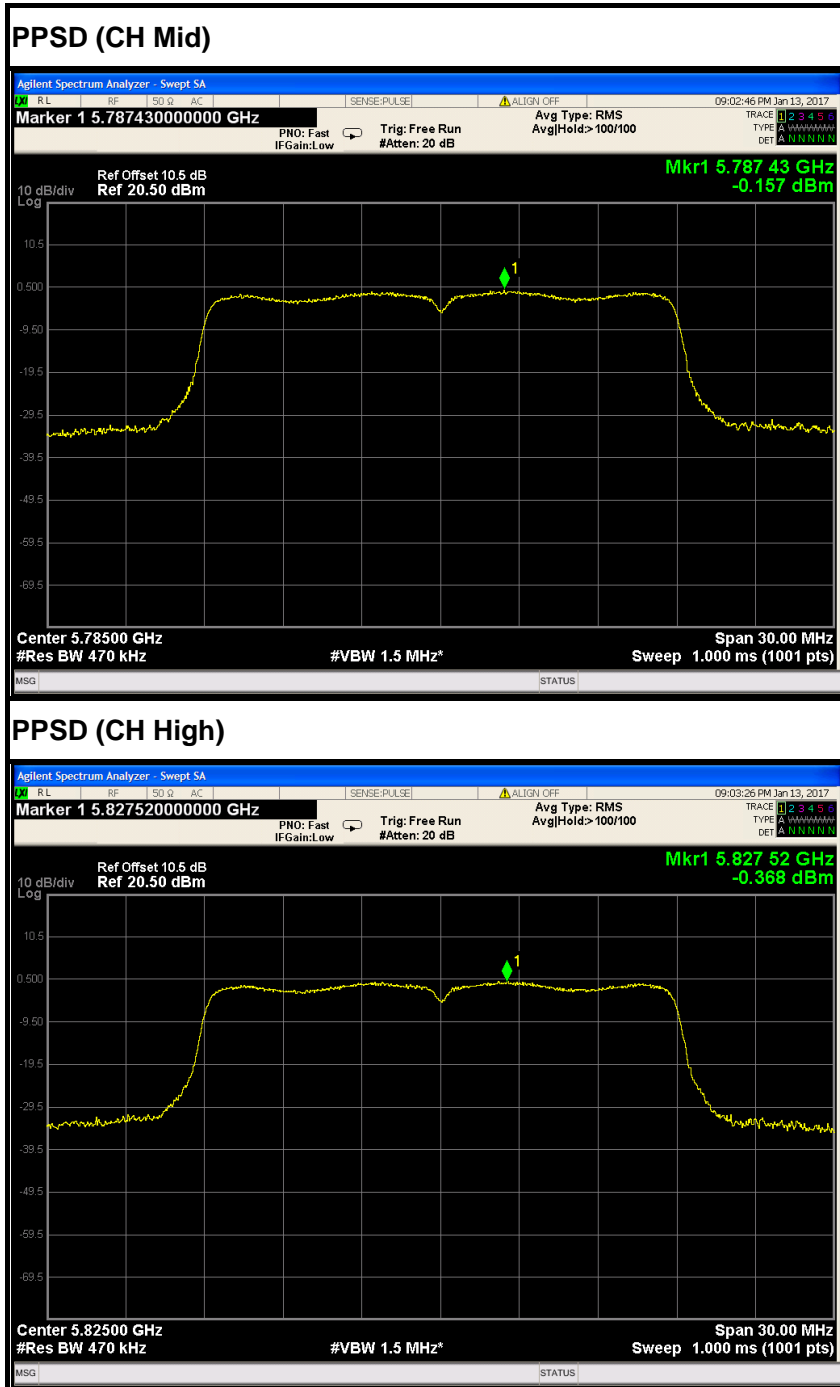 PPSD (CH Mid)
Agilent Spectrum Analyzer - Swept SA
LXI RL RF 50 Ω AC SENSE:PULSE ALIGN OFF 09:02:46 PM Jan 13, 2017
Marker 1 5.787430000000 GHz Avg Type: RMS TRACE 1 2 3 4 5 6
PNO: Fast Trig: Free Run Avg|Hold:>100/100 TYPE A WWWWW
IFGain:Low #Atten: 20 dB DET A N N N N N
Mkr1 5.787 43 GHz
Ref Offset 10.5 dB
10 dB/div Ref 20.50 dBm -0.157 dBm
Log
10.5
1
0.500
-9.50
-19.5
-29.5
-39.5
-49.5
-59.5
-69.5
Center 5.78500 GHz Span 30.00 MHz
#Res BW 470 kHz #VBW 1.5 MHz* Sweep 1.000 ms (1001 pts)
MSG STATUS
PPSD (CH High)
Agilent Spectrum Analyzer - Swept SA
LXI RL RF 50 Ω AC SENSE:PULSE ALIGN OFF 09:03:26 PM Jan 13, 2017
Marker 1 5.827520000000 GHz Avg Type: RMS TRACE 1 2 3 4 5 6
PNO: Fast Trig: Free Run Avg|Hold:>100/100 TYPE A WWWWW
IFGain:Low #Atten: 20 dB DET A N N N N N
Mkr1 5.827 52 GHz
Ref Offset 10.5 dB
10 dB/div Ref 20.50 dBm -0.368 dBm
Log
10.5
1
0.500
-9.50
-19.5
-29.5
-39.5
-49.5
-59.5
-69.5
Center 5.82500 GHz Span 30.00 MHz
#Res BW 470 kHz #VBW 1.5 MHz* Sweep 1.000 ms (1001 pts)
MSG STATUS